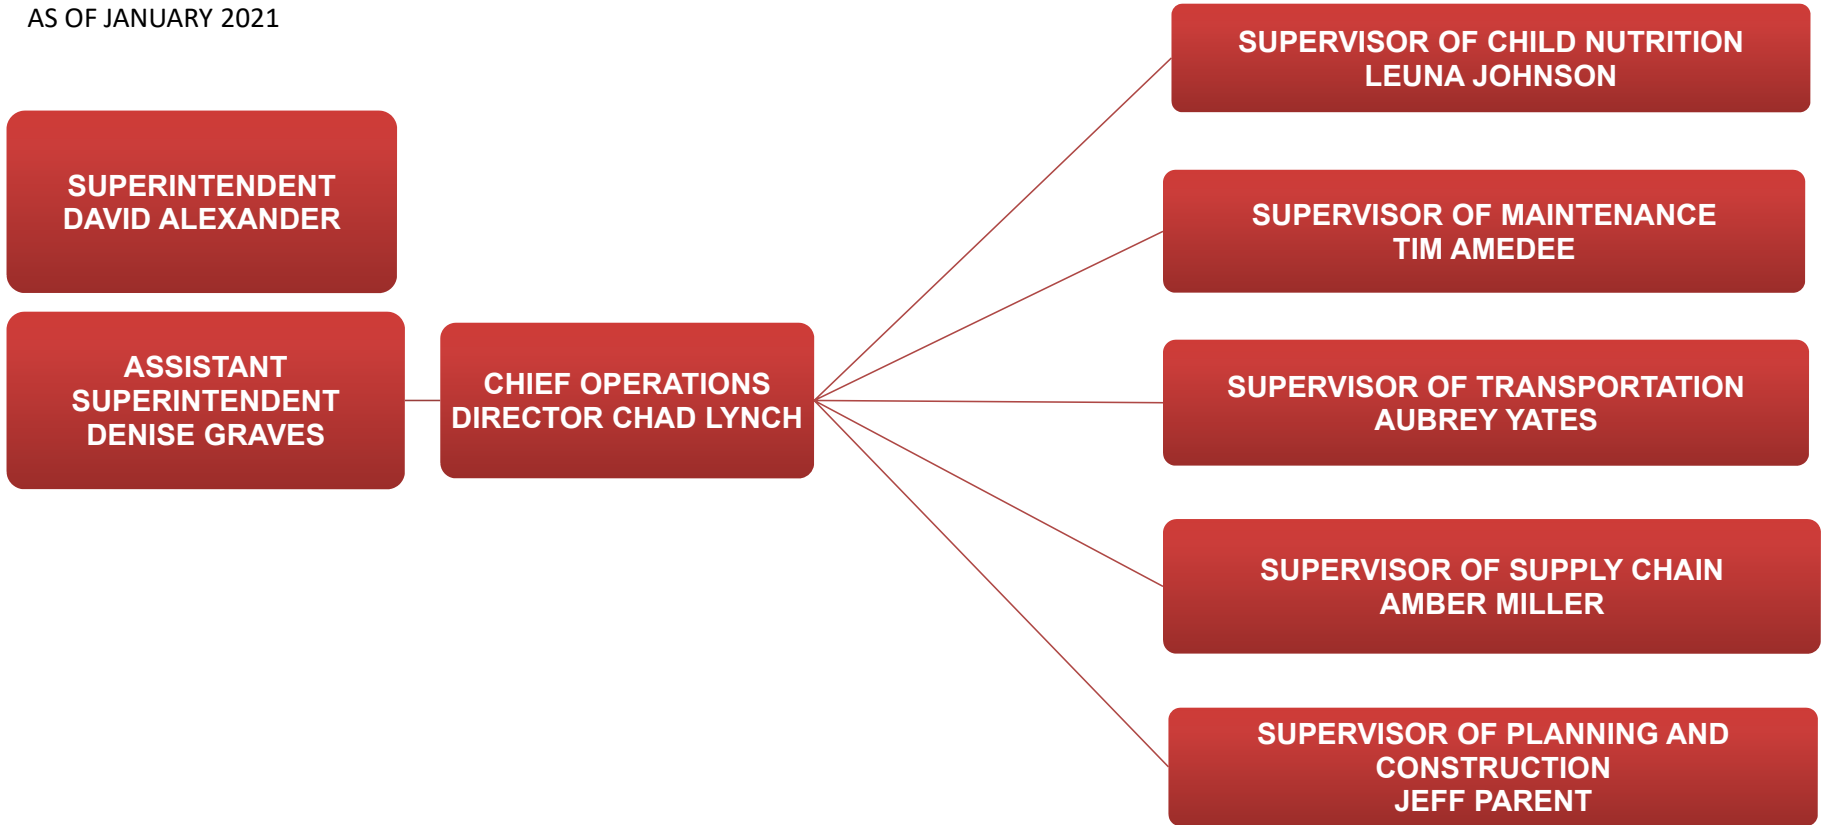 AS OF JANUARY 2021
SUPERINTENDENT
DAVID ALEXANDER
ASSISTANT
SUPERINTENDENT
DENISE GRAVES
CHIEF OPERATIONS
DIRECTOR CHAD LYNCH
SUPERVISOR OF CHILD NUTRITION
LEUNA JOHNSON
SUPERVISOR OF MAINTENANCE
TIM AMEDEE
SUPERVISOR OF TRANSPORTATION
AUBREY YATES
SUPERVISOR OF SUPPLY CHAIN
AMBER MILLER
SUPERVISOR OF PLANNING AND
CONSTRUCTION
JEFF PARENT